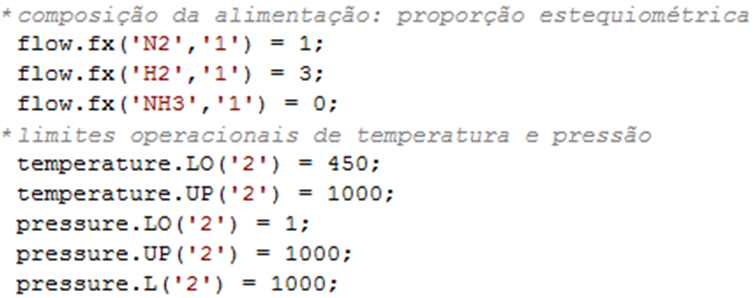 * composição da alimentação: proporção estequiométrica
flow.fx('N2','1') = 1;
flow.fx('H2','1') = 3;
flow.fx('NH3','1') = 0;
* limites operacionais de temperatura e pressão
temperature.LO('2') = 450;
temperature.UP('2') = 1000;
pressure.LO('2') = 1;
pressure.UP('2') = 1000;
pressure.L('2') = 1000;